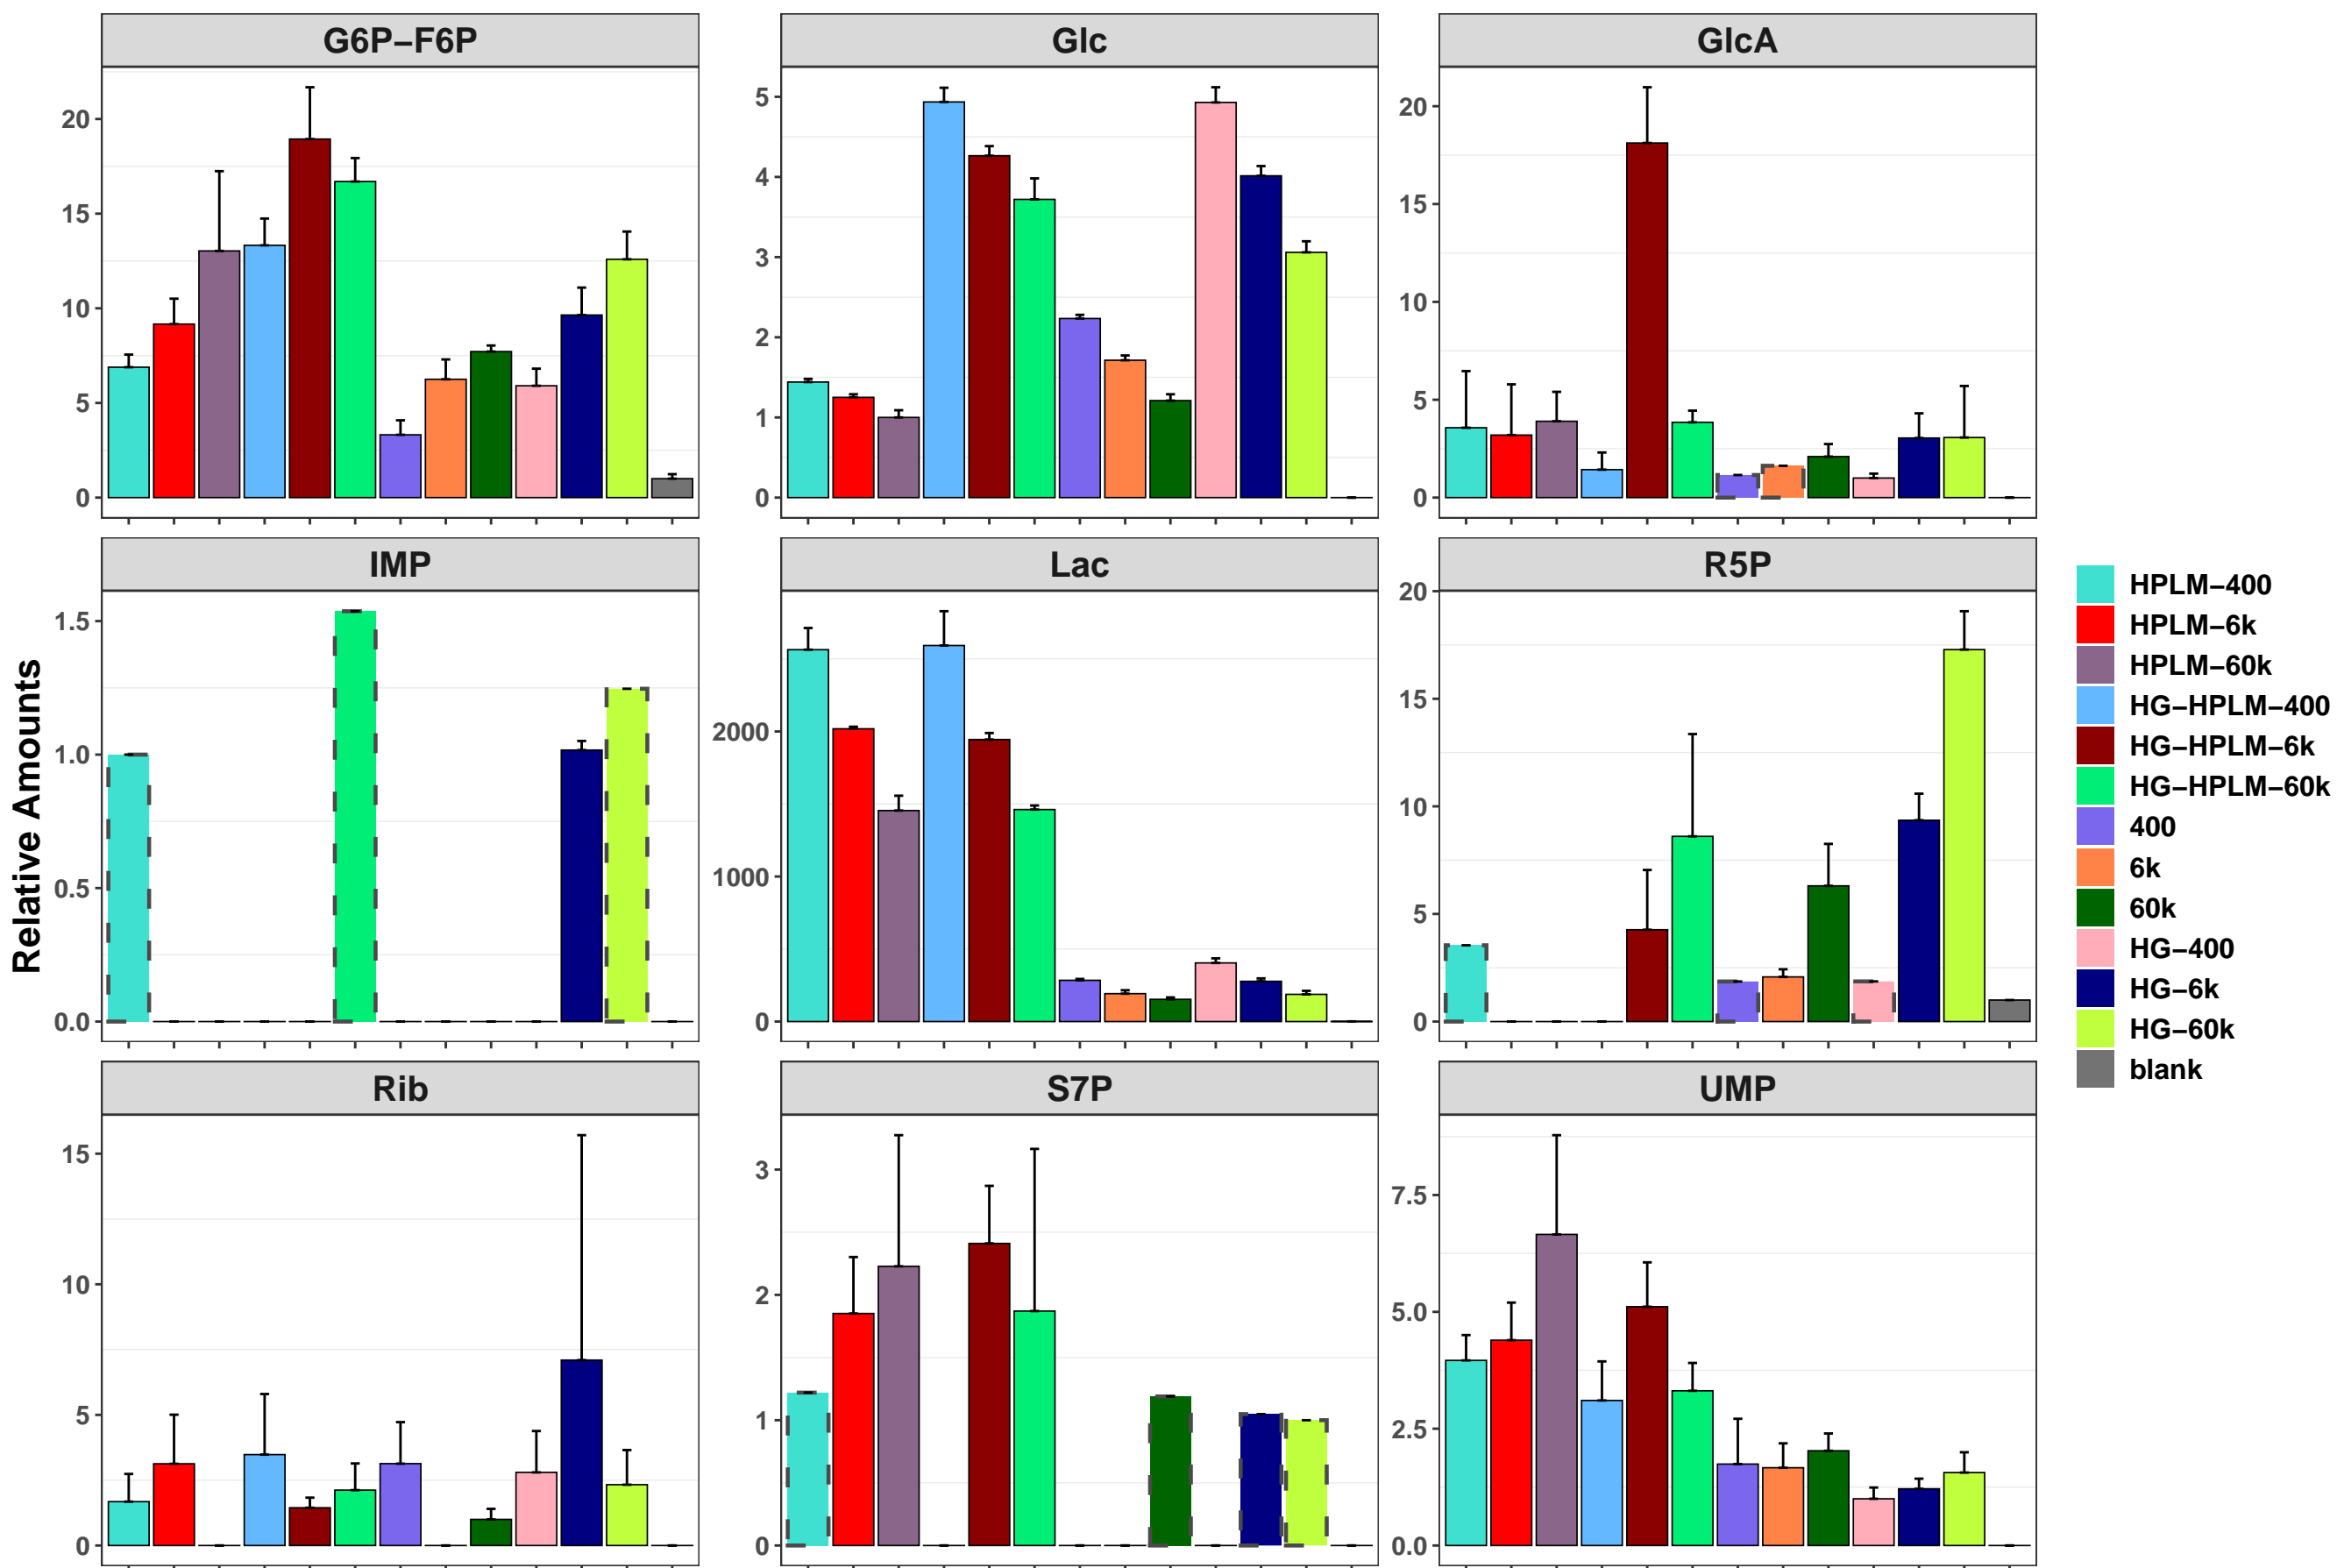 G6P−F6P
Glc
GlcA
20
15
10
5
0
5
4
3
2
1
0
20
15
10
5
0
IMP
Lac
R5P
1.5
1.0
0.5
0.0
2000
1000
0
20
15
10
5
0
Rib
S7P
UMP
15
10
5
0
3
2
1
0
7.5
5.0
2.5
0.0
Relative Amounts
HPLM−400
HPLM−6k
HPLM−60k
HG−HPLM−400
HG−HPLM−6k
HG−HPLM−60k
400
6k
60k
HG−400
HG−6k
HG−60k
blank